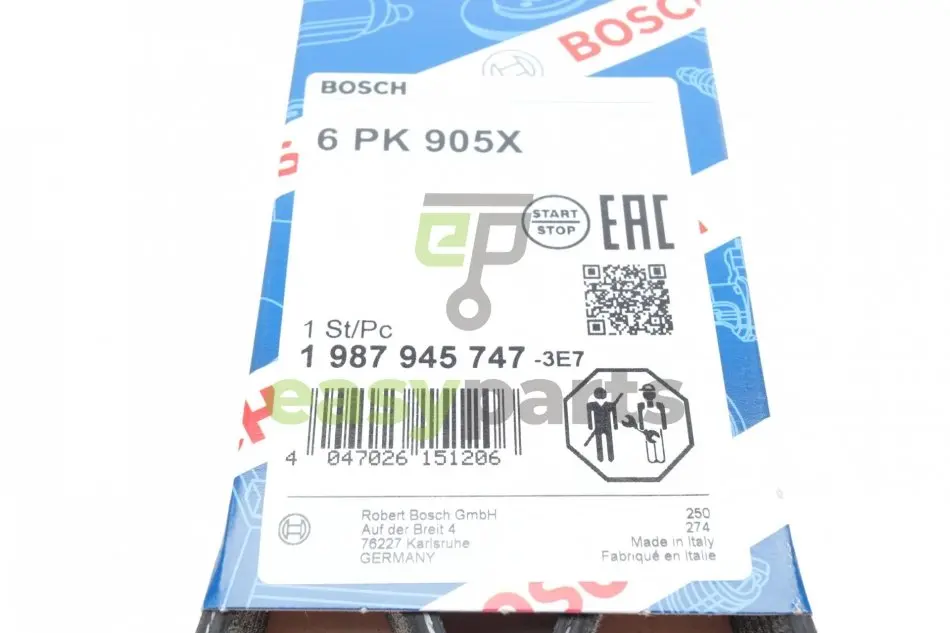 BOSCH
BOSCH
6 PK 905X
ep
START
STOP
EAC
1 St/Pc
1 987 945 747 -3E7
easyparts
4 047026 151206
Robert Bosch GmbH
Auf der Breit 4
76227 Karlsruhe
GERMANY
250
274
Made in Italy
Fabriqué en Italie